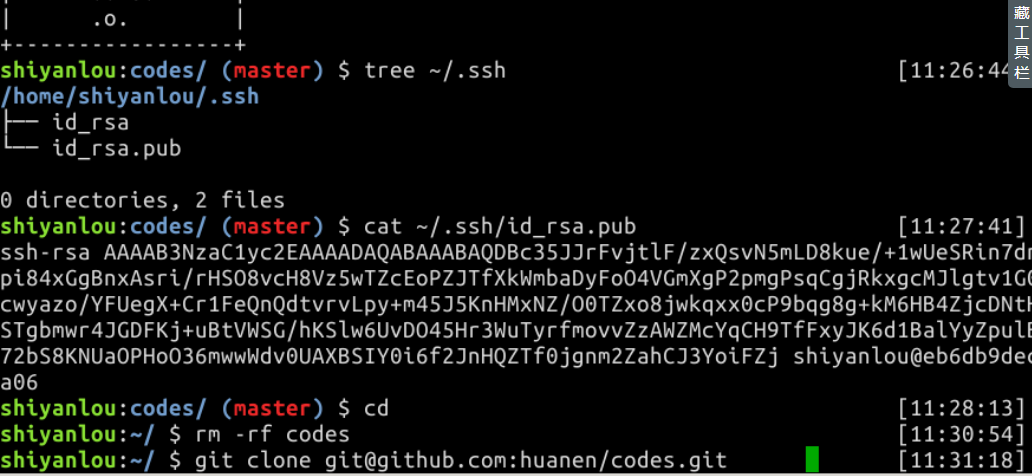 |      .o.        |
+-----------------+
shiyanlou:codes/ (master) $ tree ~/.ssh [11:26:44
/home/shiyanlou/.ssh
├── id_rsa
└── id_rsa.pub
0 directories, 2 files
shiyanlou:codes/ (master) $ cat ~/.ssh/id_rsa.pub [11:27:41]
ssh-rsa AAAAB3NzaC1yc2EAAAADAQABAAABAQDBc35JJrFvjtlF/zxQsvN5mLD8kue/+1wUeSRin7dr
pi84xGgBnxAsri/rHSO8vcH8Vz5wTZcEoPZJTfXkWmbaDyFoO4VGmXgP2pmgPsqCgjRkxgcMJlgtv1G
cwyazo/YFUegX+Cr1FeQnQdtvrvLpy+m45J5KnHMxNZ/O0TZxo8jwkqxx0cP9bqg8g+kM6HB4ZjcDNtH
STgbmwr4JGDFKj+uBtVWSG/hKSlw6UvDO45Hr3WuTyrfmovvZzAWZMcYqCH9TfFxyJK6d1BalYyZpulE
72bS8KNUaOPHoO36mwwWdv0UAXBSIY0i6f2JnHQZTf0jgnm2ZahCJ3YoiFZj shiyanlou@eb6db9dec
a06
shiyanlou:codes/ (master) $ cd [11:28:13]
shiyanlou:~/ $ rm -rf codes [11:30:54]
shiyanlou:~/ $ git clone git@github.com:huanen/codes.git [11:31:18]
藏工具栏